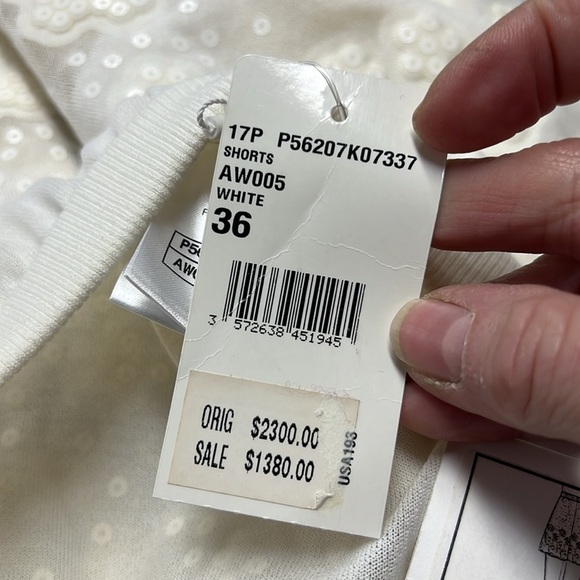 17P P56207K07337
SHORTS
AW005
WHITE
36
3 572638 451945
ORIG $2300.00
SALE $1380.00
USA193